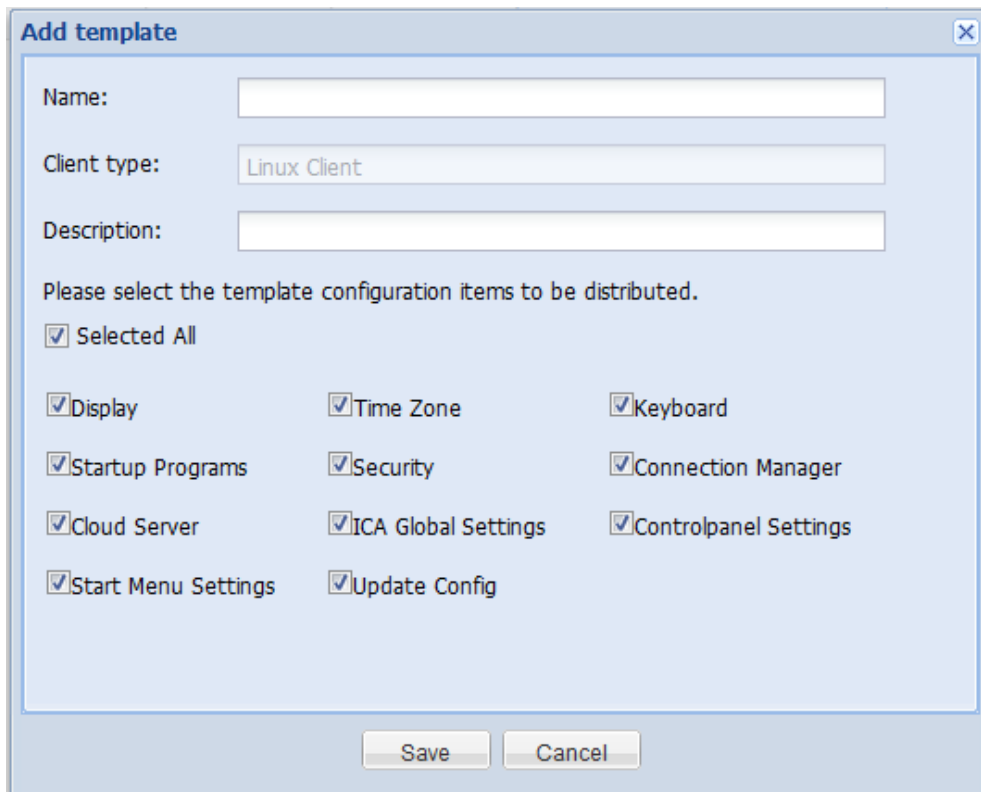 Add template
Name:
Client type: Linux Client
Description:
Please select the template configuration items to be distributed.
Selected All
Display Time Zone Keyboard
Startup Programs Security Connection Manager
Cloud Server ICA Global Settings Controlpanel Settings
Start Menu Settings Update Config
Save Cancel